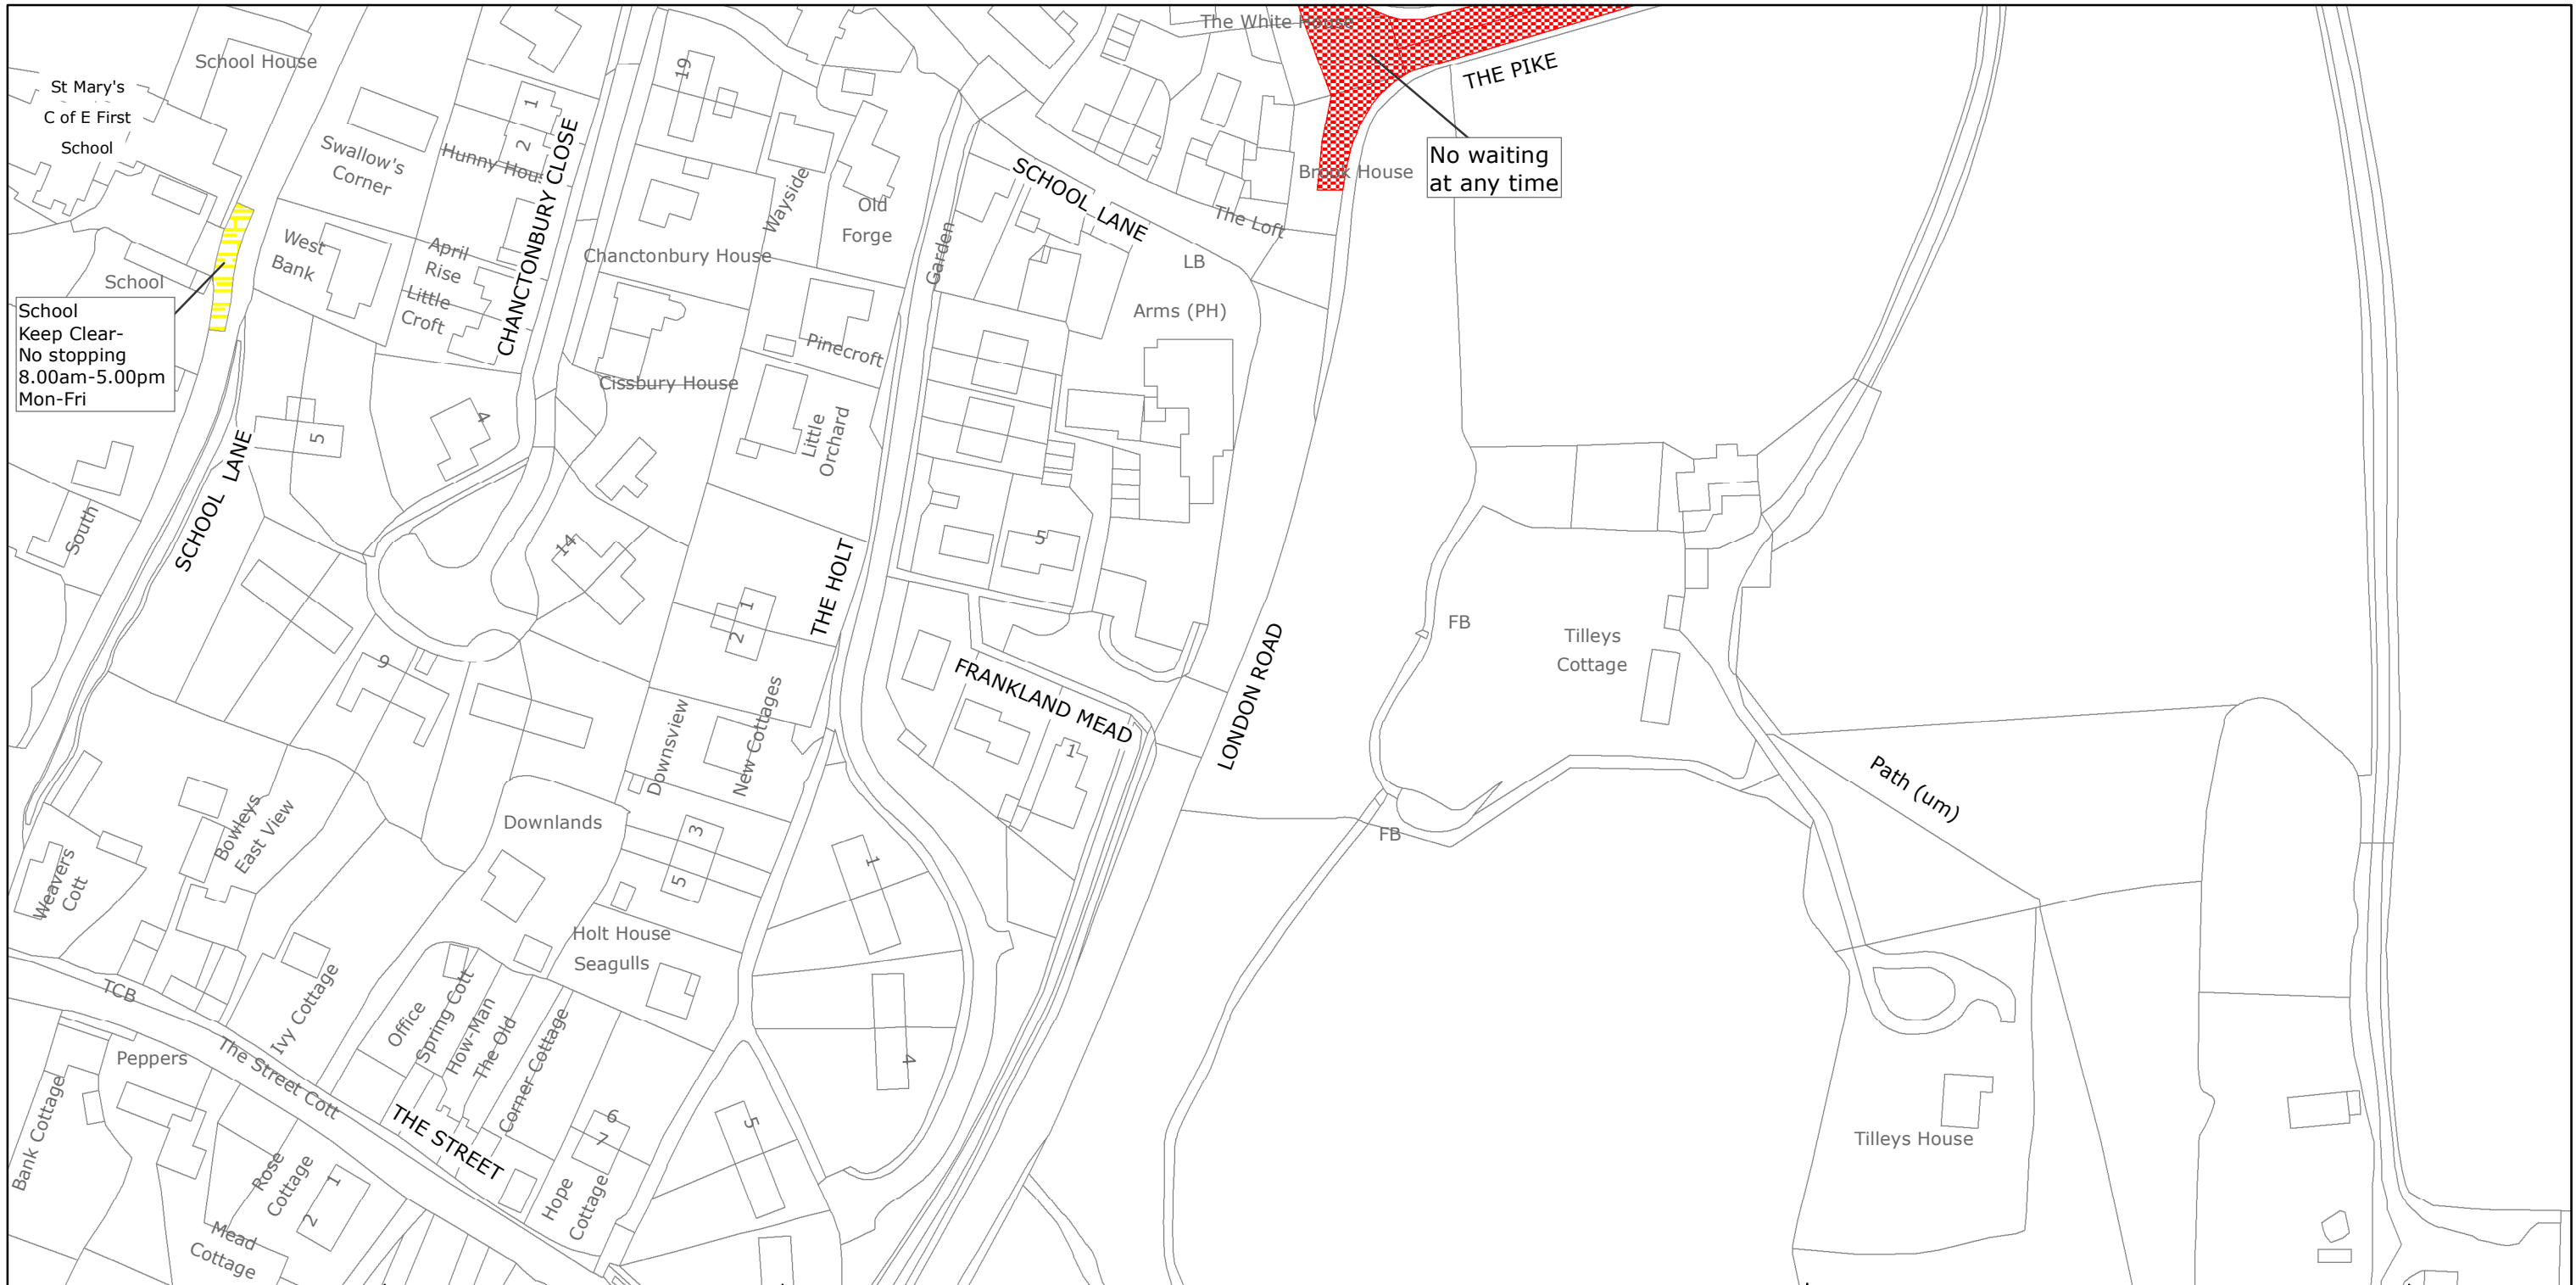 The White House
School House
THE PIKE
19
St Mary's
C of E First
School
1
2
Swallow's
Corner
Hunny Hou
CHANCTONBURY CLOSE
Wayside
Old
Forge
SCHOOL LANE
No waiting
at any time
Brook House
The Loft
West
Bank
April
Rise
Little
Croft
Chanctonbury House
Garden
LB
Arms (PH)
School
School
Keep Clear-
No stopping
8.00am-5.00pm
Mon-Fri
Pinecroft
Cissbury House
4
5
Little
Orchard
SCHOOL LANE
South
14
5
THE HOLT
1
2
FB
Tilleys
Cottage
9
FRANKLAND MEAD
1
LONDON ROAD
Downsview
New Cottages
Path (um)
Bowleys
East View
Downlands
3
5
1
FB
Weavers
Cott
Holt House
Seagulls
TCB
Ivy Cottage
Office
Spring Cott
How-Man
The Old
Corner Cottage
4
Peppers
The Street Cott
THE STREET
Bank Cottage
6
7
5
Tilleys House
Rose
Cottage
1
2
Hope
Cottage
Mead
Cottage